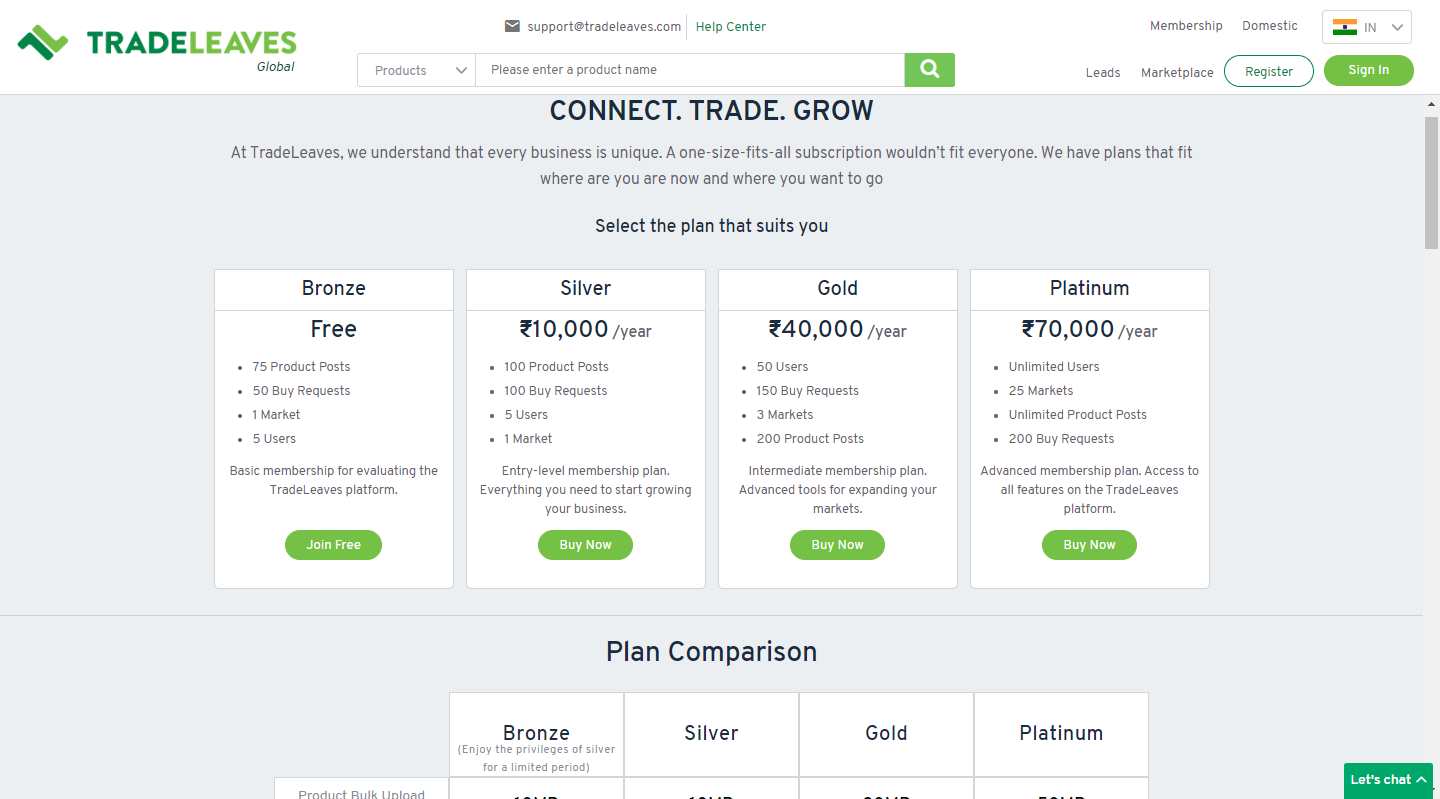 support@tradeleaves.com
Help Center
Membership
Domestic
IN
TRADELEAVES
Global
Products
Please enter a product name
Leads
Marketplace
Register
Sign In
CONNECT. TRADE. GROW
At TradeLeaves, we understand that every business is unique. A one-size-fits-all subscription wouldn’t fit everyone. We have plans that fit
where are you are now and where you want to go
Select the plan that suits you
Bronze
Free
75 Product Posts
50 Buy Requests
1 Market
5 Users
Basic membership for evaluating the
TradeLeaves platform.
Join Free
Silver
₹10,000 /year
100 Product Posts
100 Buy Requests
5 Users
1 Market
Entry-level membership plan.
Everything you need to start growing
your business.
Buy Now
Gold
₹40,000 /year
50 Users
150 Buy Requests
3 Markets
200 Product Posts
Intermediate membership plan.
Advanced tools for expanding your
markets.
Buy Now
Platinum
₹70,000 /year
Unlimited Users
25 Markets
Unlimited Product Posts
200 Buy Requests
Advanced membership plan. Access to
all features on the TradeLeaves
platform.
Buy Now
Plan Comparison
Bronze
(Enjoy the privileges of silver
for a limited period)
Silver
Gold
Platinum
Product Bulk Upload
Let's chat